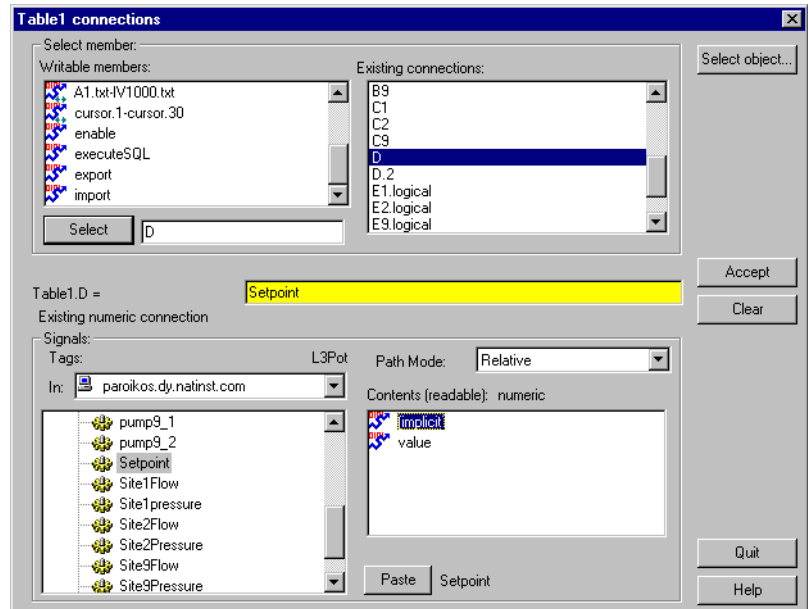 Table1 connections
Select member:
Writable members:
A1.txt-IV1000.txt
cursor.1-cursor.30
enable
executeSQL
export
import
Select
D
Existing connections:
B9
C1
C2
C9
D
D.2
E1.logical
E2.logical
E9.logical
Select object...
Table1.D =
Setpoint
Existing numeric connection
Accept
Clear
Signals:
Tags:
L3Pot
In:
paroikos.dy.natinst.com
pump9_1
pump9_2
Setpoint
Site1Flow
Site1pressure
Site2Flow
Site2Pressure
Site9Flow
Site9Pressure
Path Mode:
Relative
Contents (readable): numeric
implicit
value
Paste
Setpoint
Quit
Help